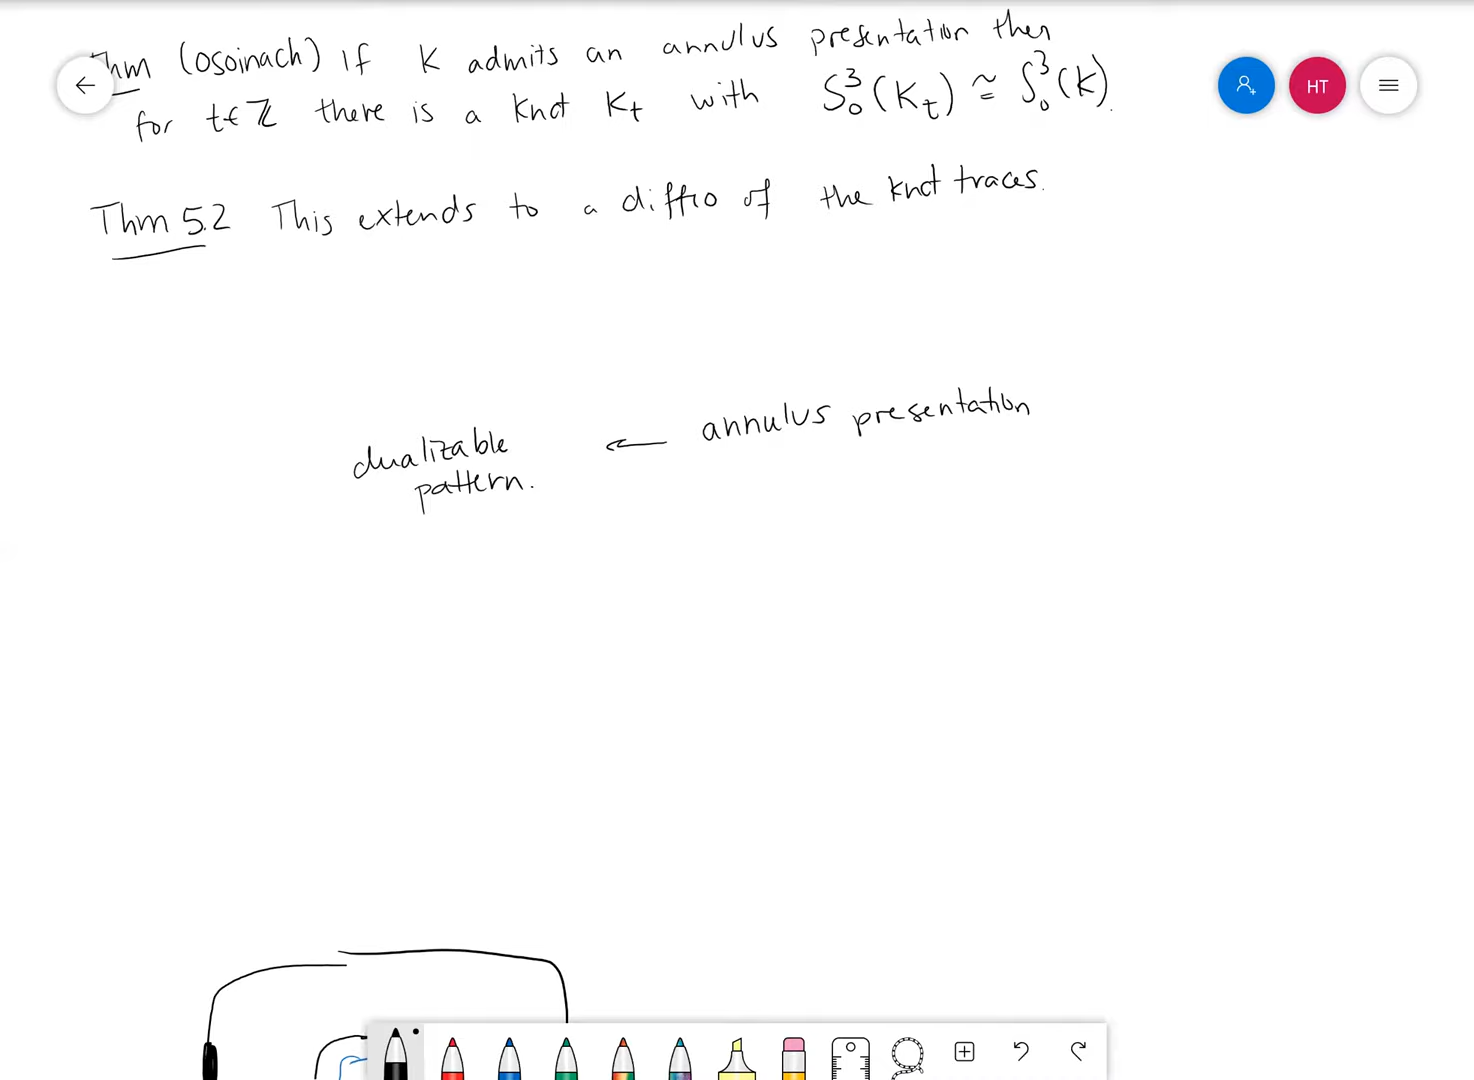 Thm (Osoinach) If K admits an annulus presentation then
for t∈ℤ there is a knot K_t with S³₀(K_t) ≅ S³₀(K).
HT
Thm 5.2 This extends to a diffeo of the knot traces.
dualizable ← annulus presentation
pattern.